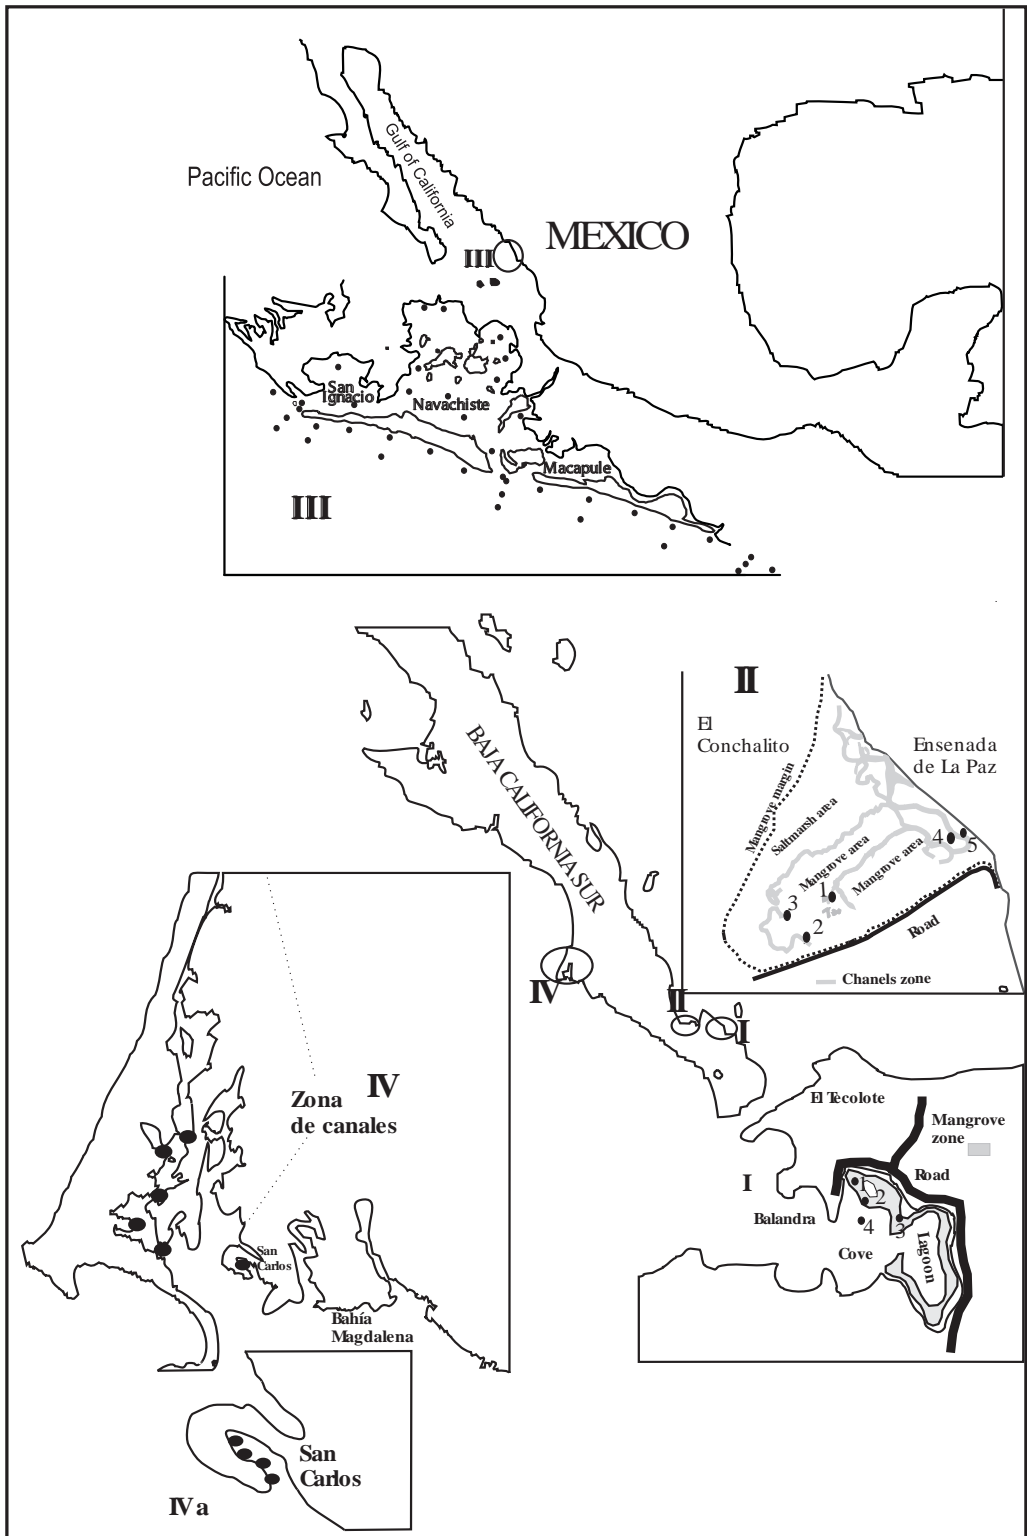 Pacific Ocean
Gulf of California
MEXICO
III
San
Ignacio
Navachiste
Macapule
III
BAJA CALIFORNIA SUR
II
El
Conchalito
Ensenada
de La Paz
Mangrove margin
Saltmarsh area
Mangrove area
Mangrove area
4
5
1
3
2
Road
Chanels zone
IV
II
I
IV
Zona
de canales
San
Carlos
Bahía
Magdalena
El Tecolote
Mangrove
zone
I
Road
1
2
Balandra
4
3
Cove
Lagoon
San
Carlos
IVa